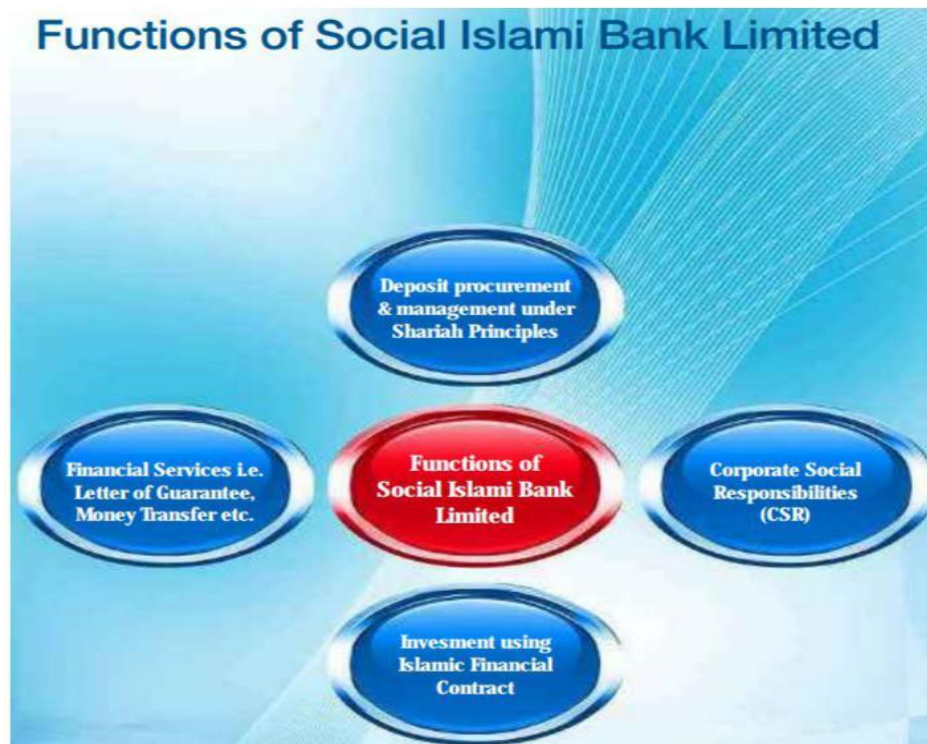 Functions of Social Islami Bank Limited
Deposit procurement
& management under
Shariah Principles
Financial Services i.e.
Letter of Guarantee,
Money Transfer etc.
Functions of
Social Islami Bank
Limited
Corporate Social
Responsibilities
(CSR)
Invesment using
Islamic Financial
Contract